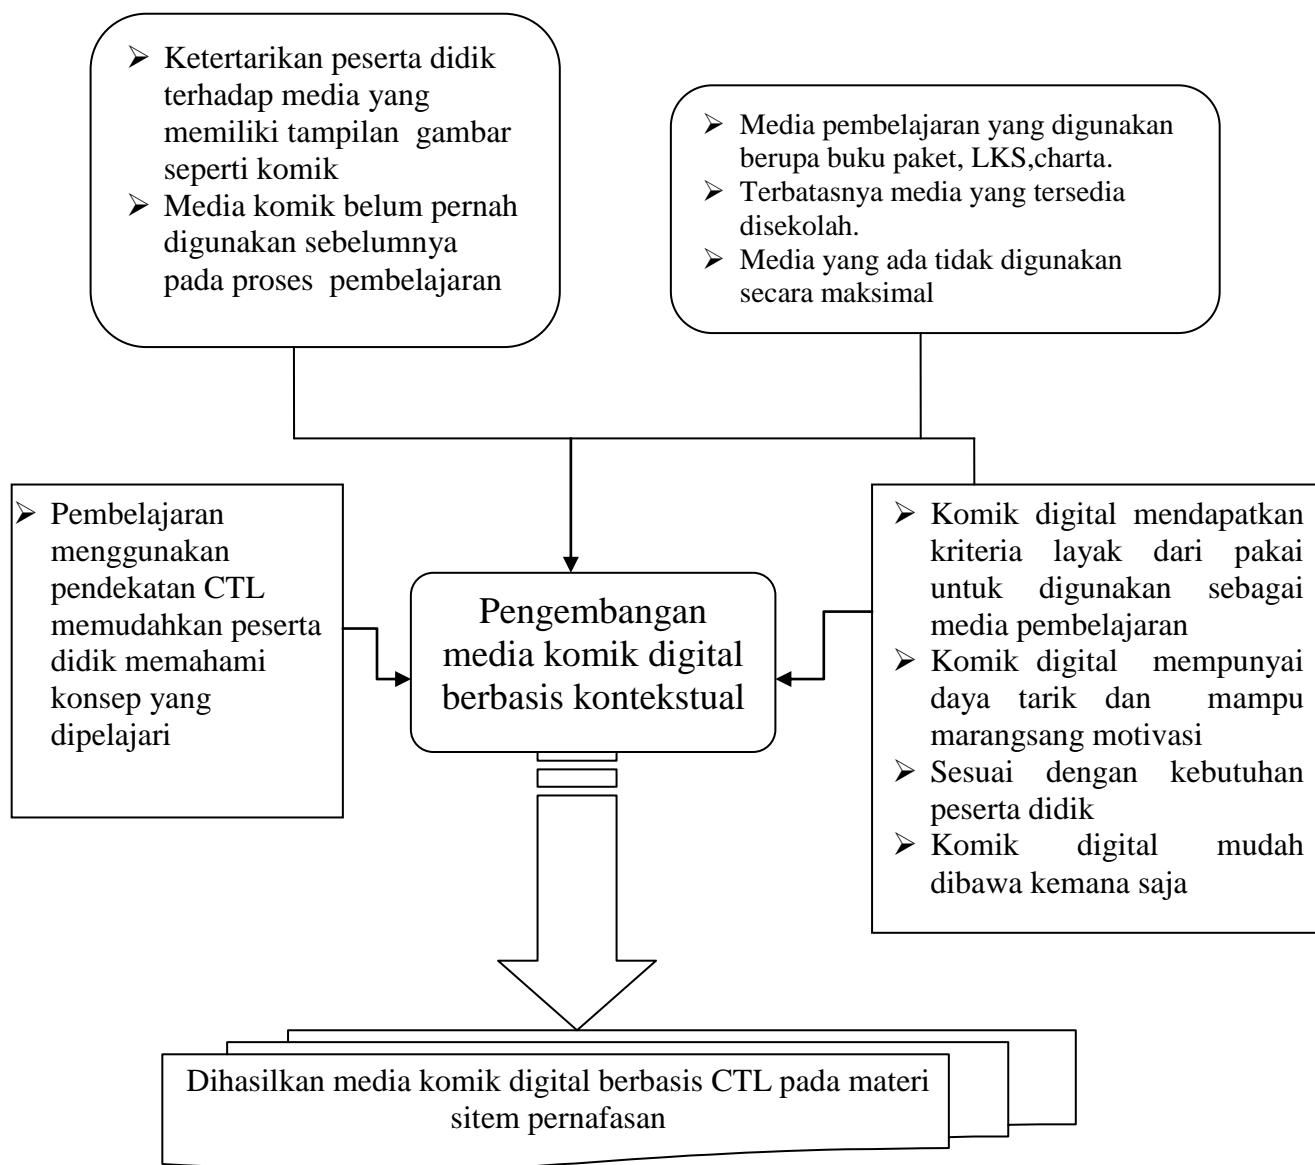 ➢ Ketertarikan peserta didik
terhadap media yang
memiliki tampilan gambar
seperti komik
➢ Media komik belum pernah
digunakan sebelumnya
pada proses pembelajaran
➢ Media pembelajaran yang digunakan
berupa buku paket, LKS,charta.
➢ Terbatasnya media yang tersedia
disekolah.
➢ Media yang ada tidak digunakan
secara maksimal
➢ Pembelajaran
menggunakan
pendekatan CTL
memudahkan peserta
didik memahami
konsep yang
dipelajari
Pengembangan
media komik digital
berbasis kontekstual
➢ Komik digital mendapatkan
kriteria layak dari pakai
untuk digunakan sebagai
media pembelajaran
➢ Komik digital mempunyai
daya tarik dan mampu
marangsang motivasi
➢ Sesuai dengan kebutuhan
peserta didik
➢ Komik digital mudah
dibawa kemana saja
Dihasilkan media komik digital berbasis CTL pada materi
sitem pernafasan